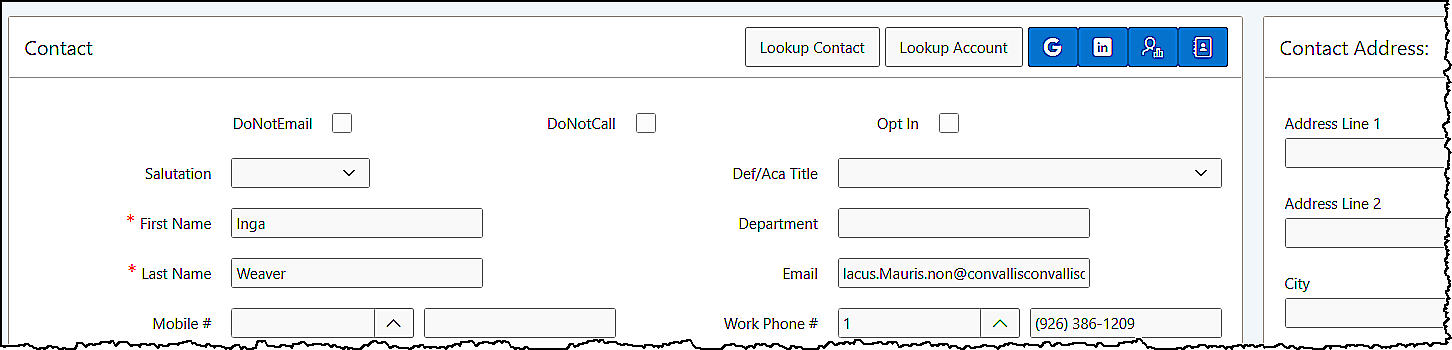 Contact
Lookup Contact
Lookup Account
G
in
Contact Address:
DoNotEmail
DoNotCall
Opt In
Address Line 1
Salutation
Def/Aca Title
* First Name Inga
Department
Address Line 2
* Last Name Weaver
Email lacus.Mauris.non@convallisconvallisc
City
Mobile #
Work Phone # 1 (926) 386-1209